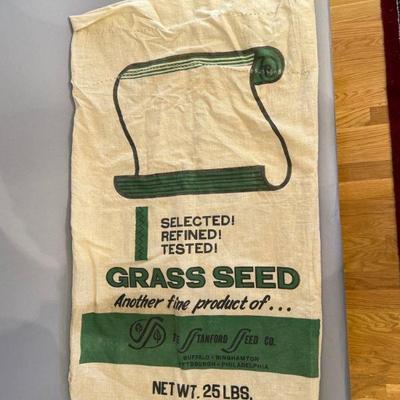 SELECTED!
REFINED!
TESTED!
GRASS SEED
Another fine product of...
THE STANFORD SEED CO.
BUFFALO • BINGHAMTON
PITTSBURGH • PHILADELPHIA
NET WT. 25 LBS.